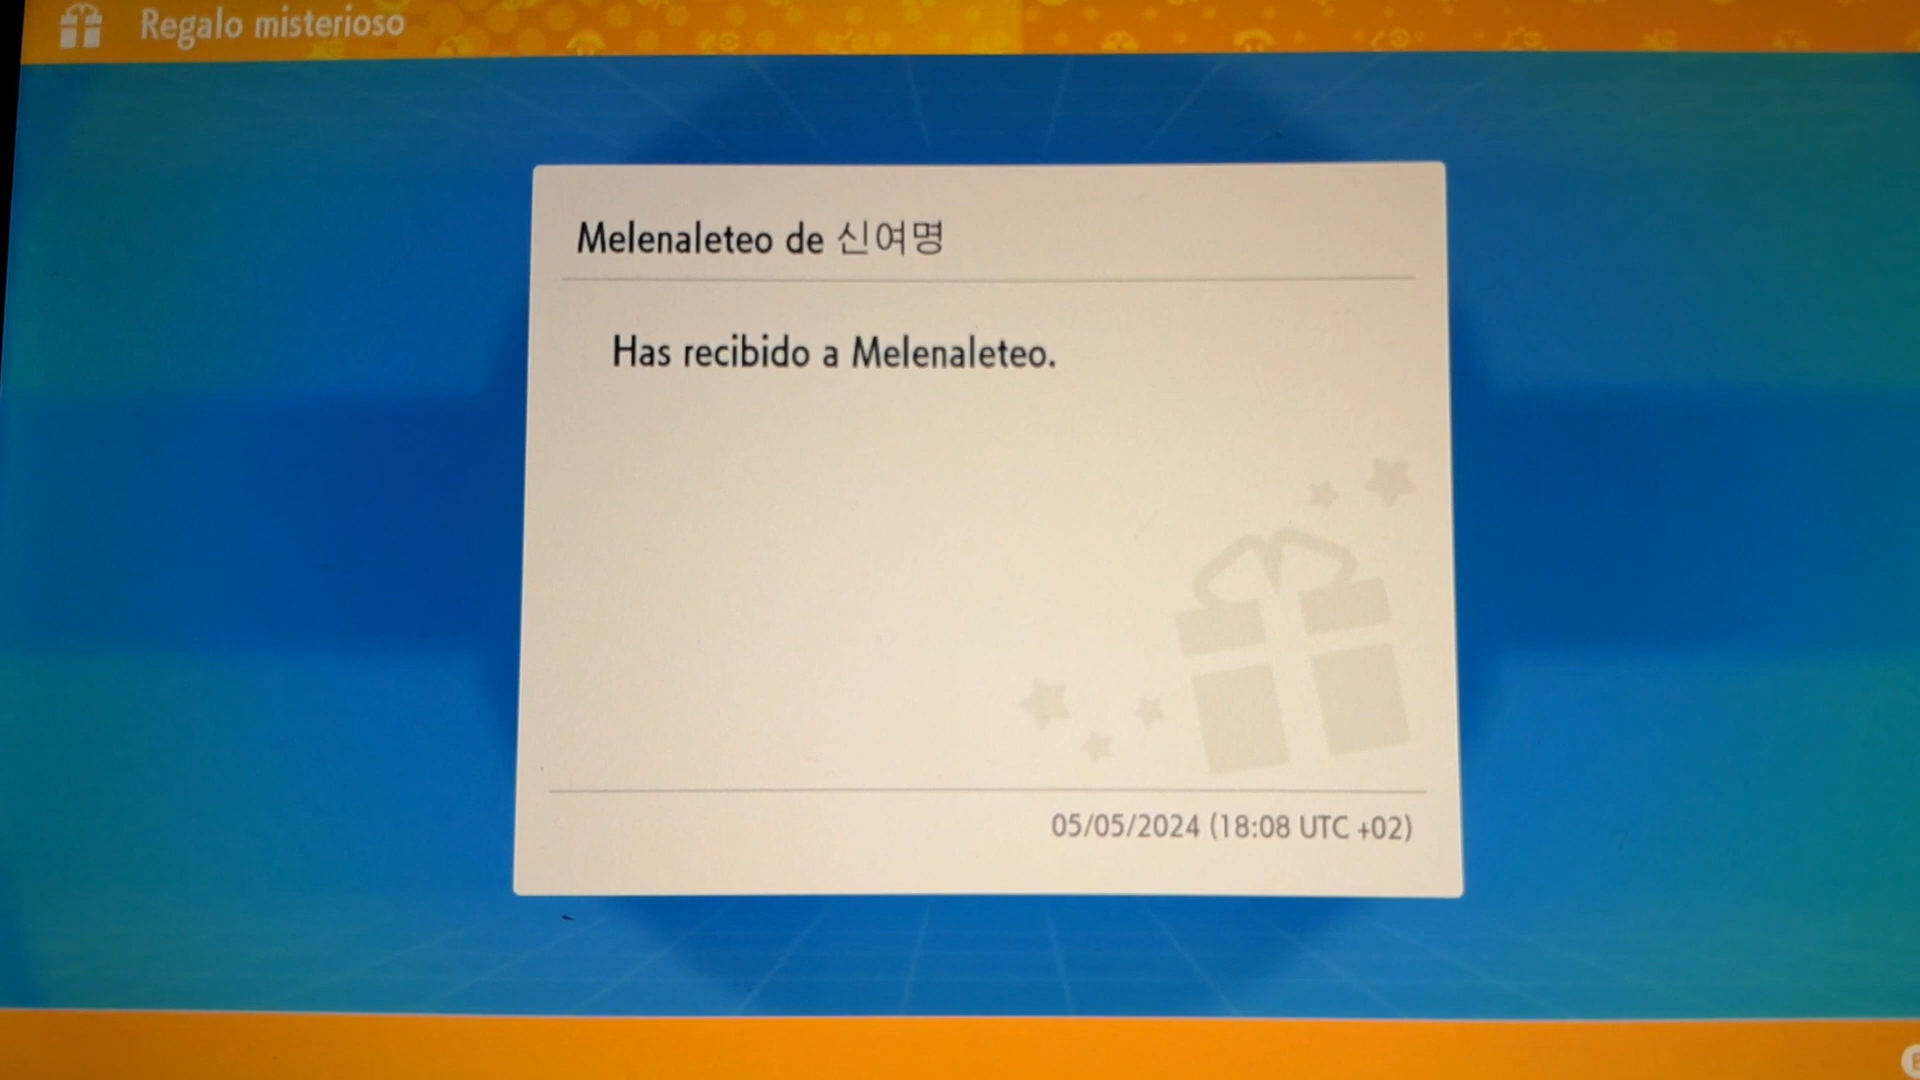 Regalo misterioso
Melenaleteo de 신여명
Has recibido a Melenaleteo.
05/05/2024 (18:08 UTC +02)